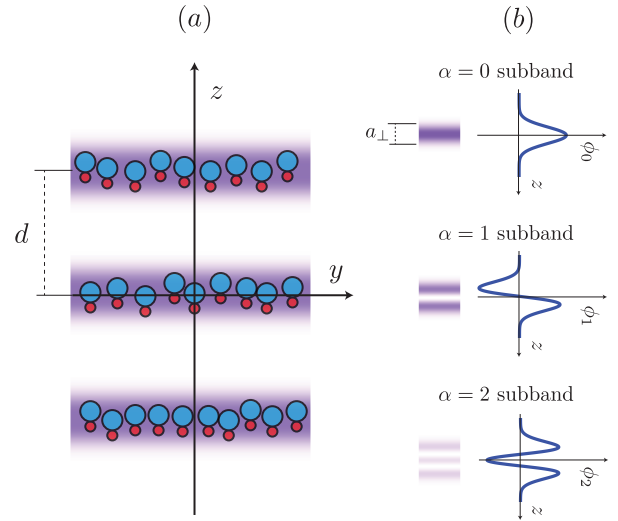 (a)
z
d
y
(b)
α = 0 subband
a⊥
ϕ0
z
α = 1 subband
ϕ1
z
α = 2 subband
ϕ2
z